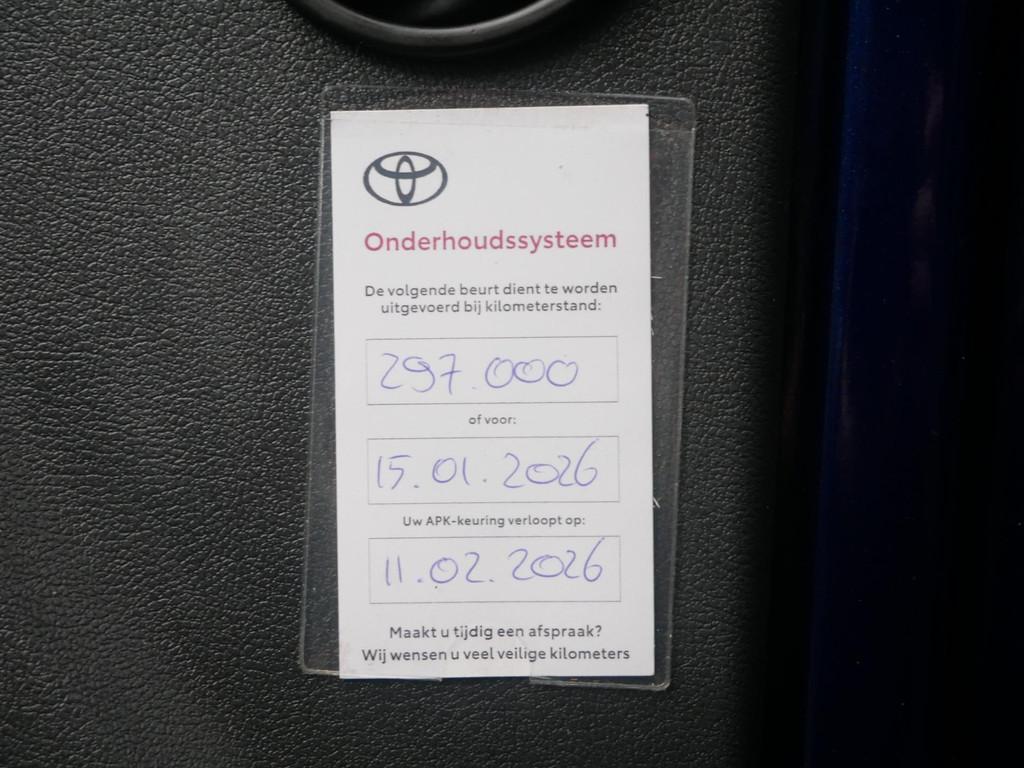 Onderhoudssysteem
De volgende beurt dient te worden
uitgevoerd bij kilometerstand:
297.000
of voor:
15.01.2026
Uw APK-keuring verloopt op:
11.02.2026
Maakt u tijdig een afspraak?
Wij wensen u veel veilige kilometers